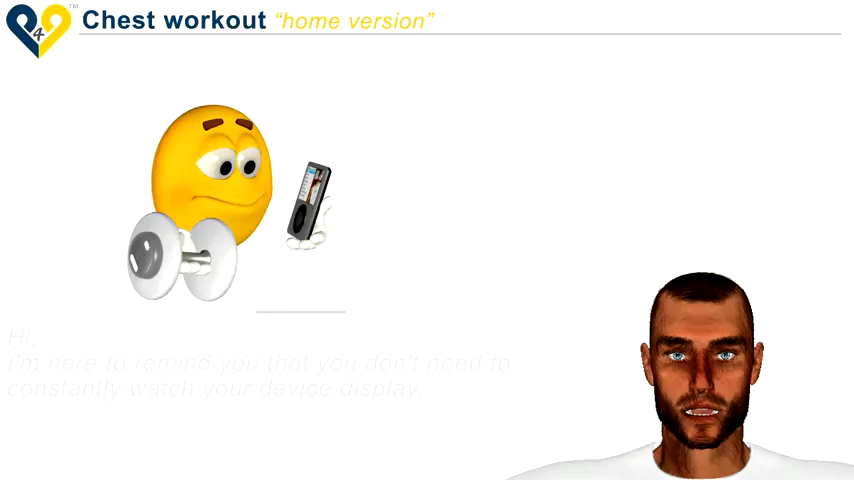 P4P™
Chest workout “home version”
Hi,
I'm here to remind you that you don't need to
constantly watch your device display.